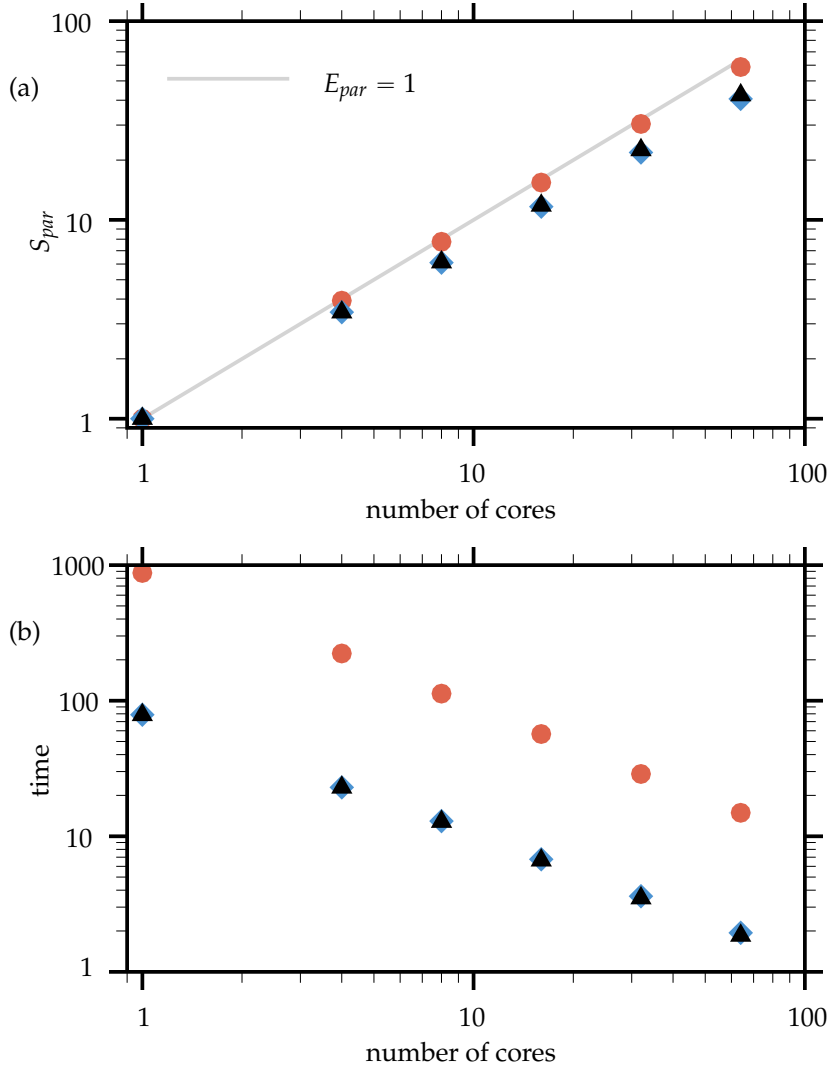 (a)
100
10
1
S_par
E_par = 1
1 10 100
number of cores
(b)
1000
100
10
1
time
1 10 100
number of cores